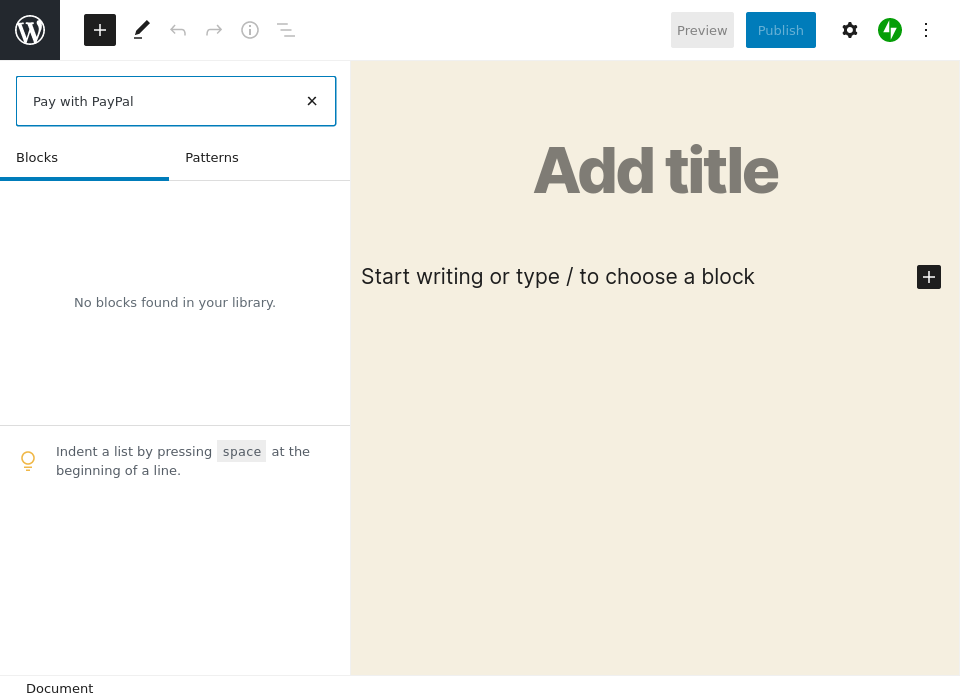 Preview
Publish
Pay with PayPal
Blocks
Patterns
No blocks found in your library.
Indent a list by pressing space at the
beginning of a line.
Add title
Start writing or type / to choose a block
Document